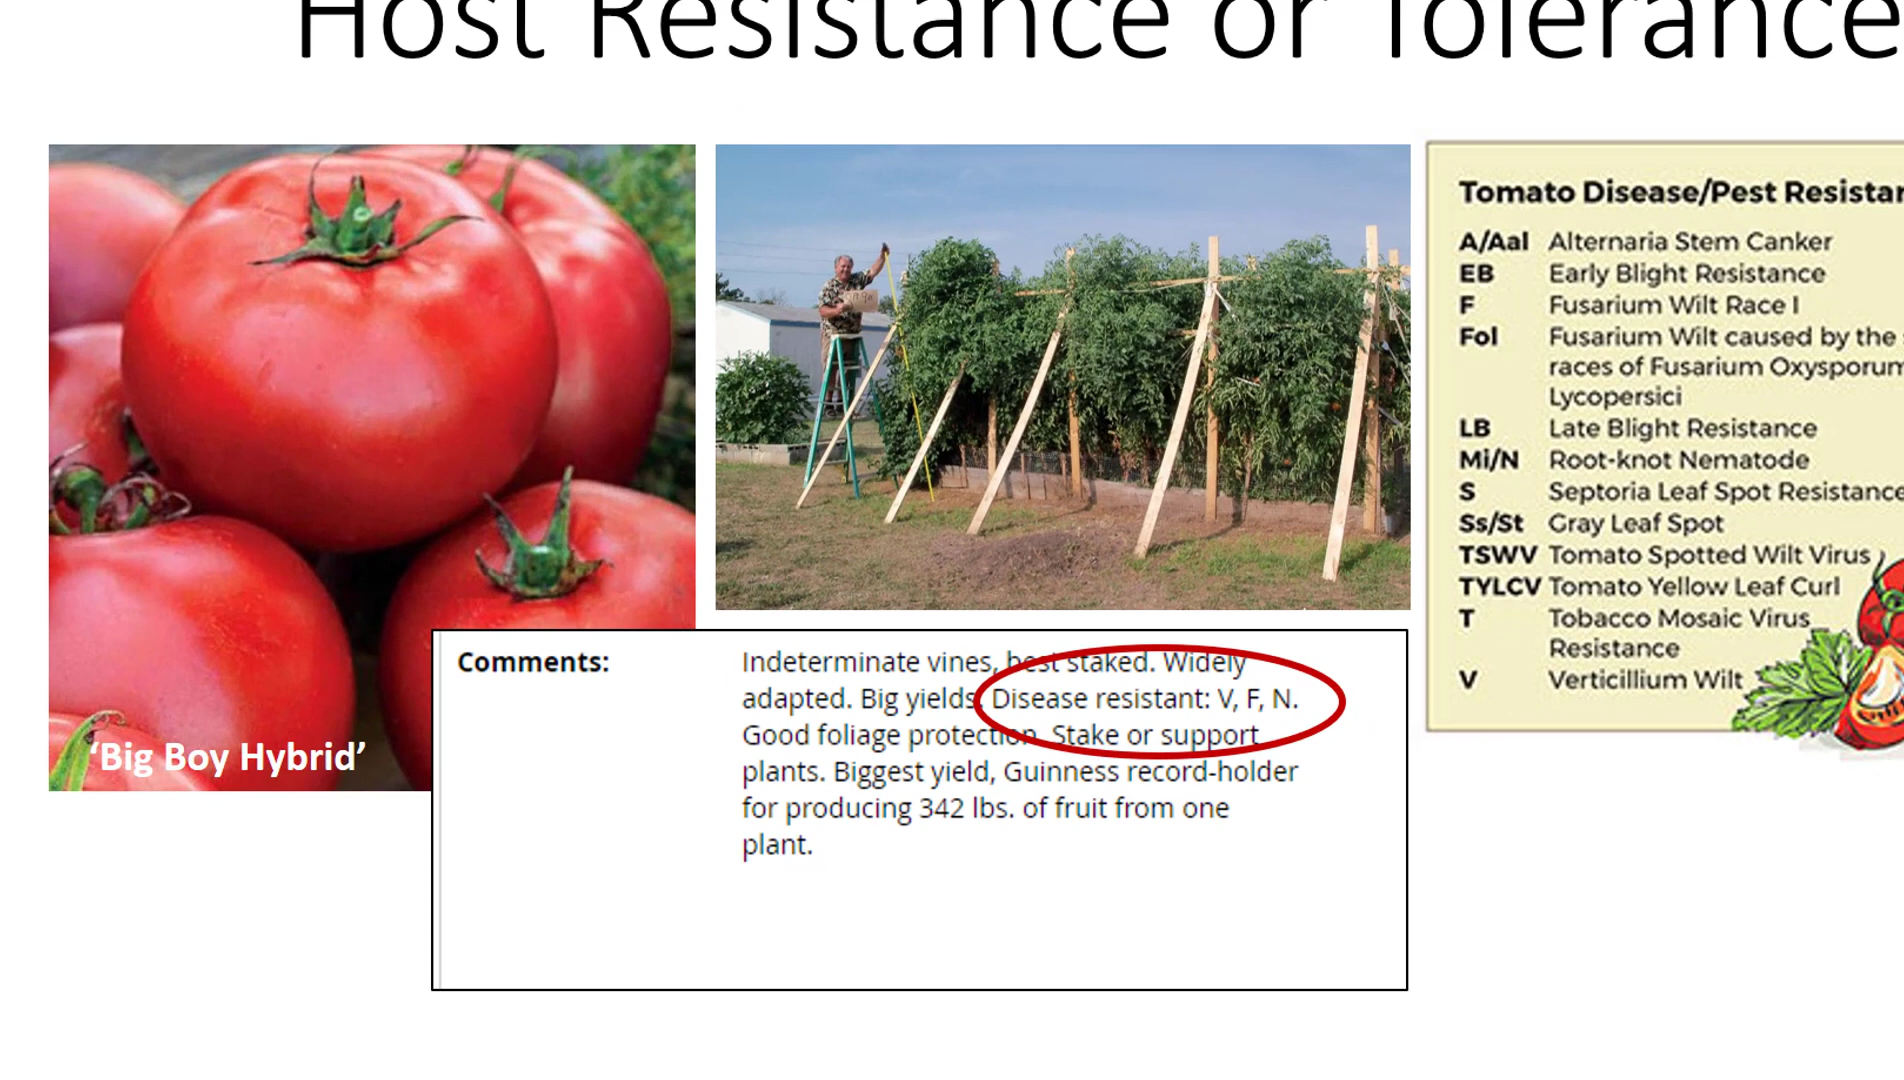 Host Resistance or Tolerance
'Big Boy Hybrid'
Comments:
Indeterminate vines, best staked. Widely
adapted. Big yields. Disease resistant: V, F, N.
Good foliage protection. Stake or support
plants. Biggest yield, Guinness record-holder
for producing 342 lbs. of fruit from one
plant.
Tomato Disease/Pest
A/Aal Alternaria Stem Canker
EB Early Blight Resistance
F Fusarium Wilt Race I
Fol Fusarium Wilt caused by the
races of Fusarium
Lycopersici
LB Late Blight Resistance
Mi/N Root-knot Nematode
S Septoria Leaf Spot Resistance
Ss/St Gray Leaf Spot
TSWV Tomato Spotted Wilt Virus
TYLCV Tomato Yellow Leaf Curl
T Tobacco Mosaic Virus
Resistance
V Verticillium Wilt